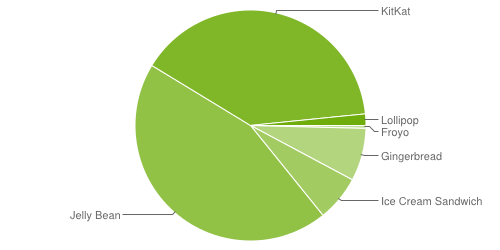 KitKat
Lollipop
Froyo
Gingerbread
Ice Cream Sandwich
Jelly Bean